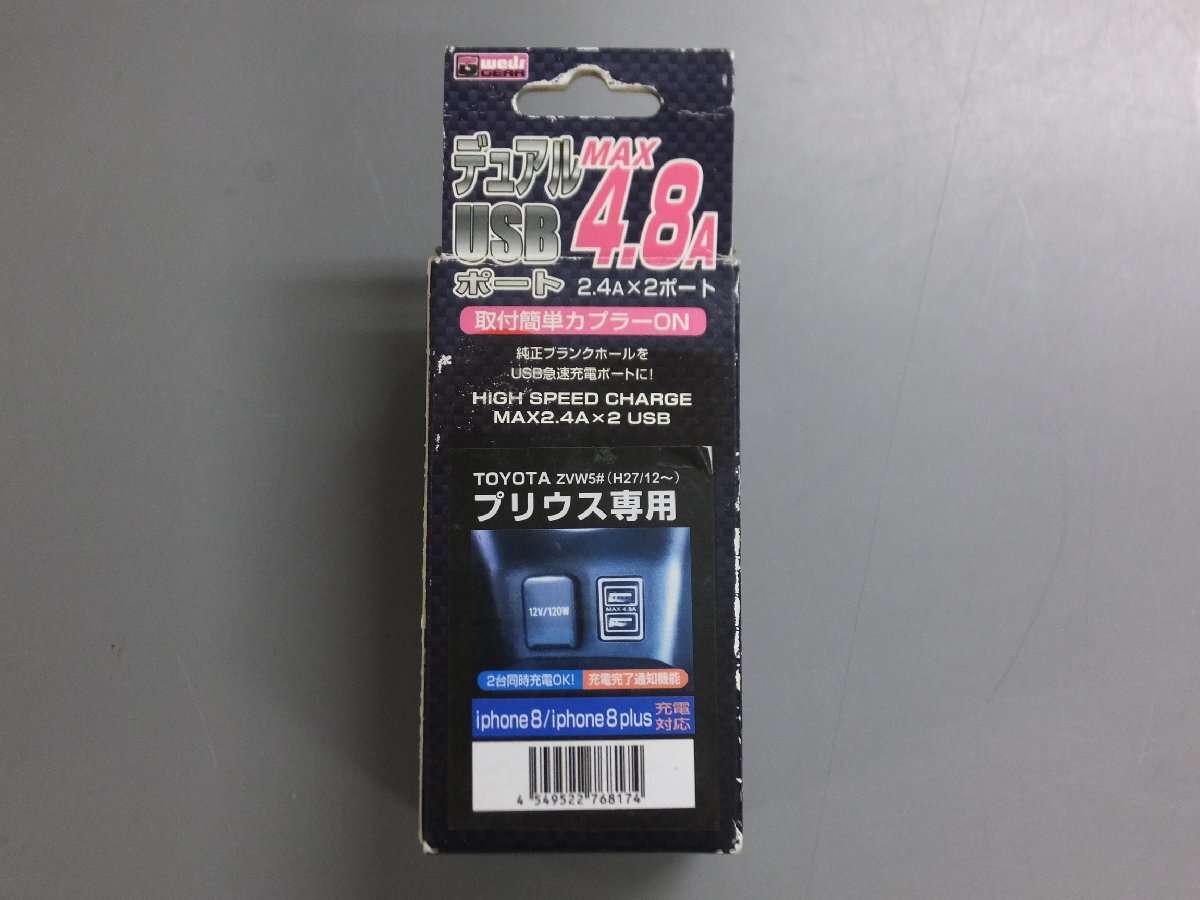 weds
GEAR
デュアル
USB
ポート
MAX
4.8A
2.4A×2ポート
取付簡単カプラーON
純正ブランクホールを
USB急速充電ポートに!
HIGH SPEED CHARGE
MAX2.4A×2 USB
TOYOTA ZVW5#(H27/12～)
プリウス専用
12V/120W
MAX 4.8A
2台同時充電OK! 充電完了通知機能
iphone8/iphone8plus 充電対応
4 549522 768174